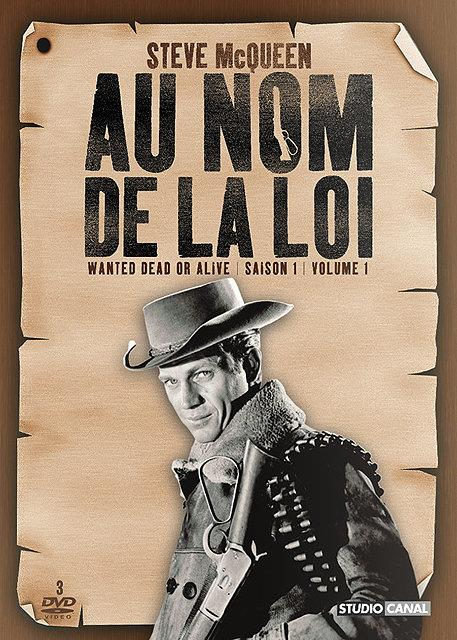 STEVE McQUEEN
AU NOM
DE LA LOI
WANTED DEAD OR ALIVE | SAISON 1 | VOLUME 1
3
DVD
VIDEO
STUDIO CANAL